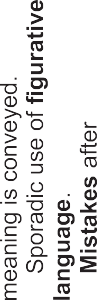 meaning is conveyed.
Sporadic use of figurative
language.
Mistakes after